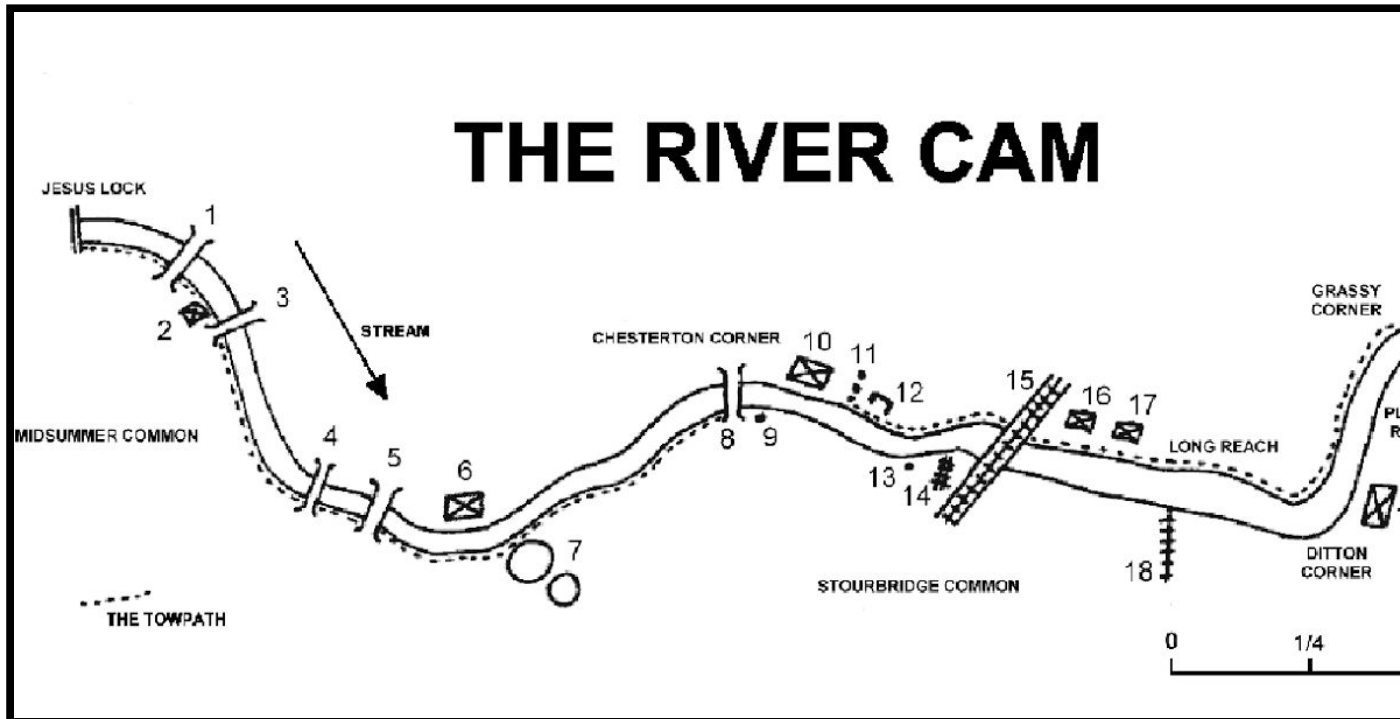 THE RIVER CAM
JESUS LOCK
1
2
3
STREAM
MIDSUMMER COMMON
4
5
6
7
THE TOWPATH
CHESTERTON CORNER
8
9
10
11
12
13
14
15
16
17
LONG REACH
18
STOURBRIDGE COMMON
GRASSY
CORNER
DITTON
CORNER
0
1/4